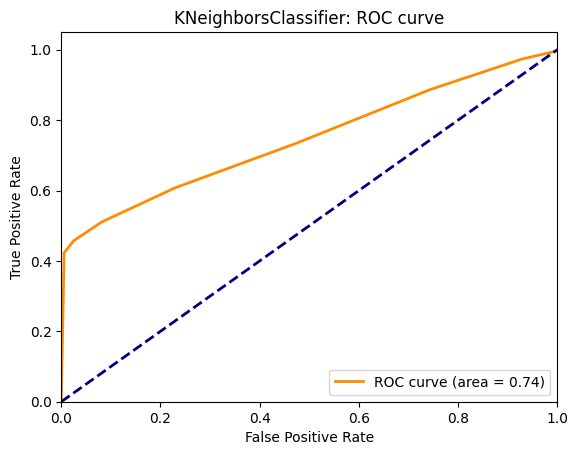 KNeighborsClassifier: ROC curve
True Positive Rate
1.0
0.8
0.6
0.4
0.2
0.0
0.0 0.2 0.4 0.6 0.8 1.0
False Positive Rate
ROC curve (area = 0.74)